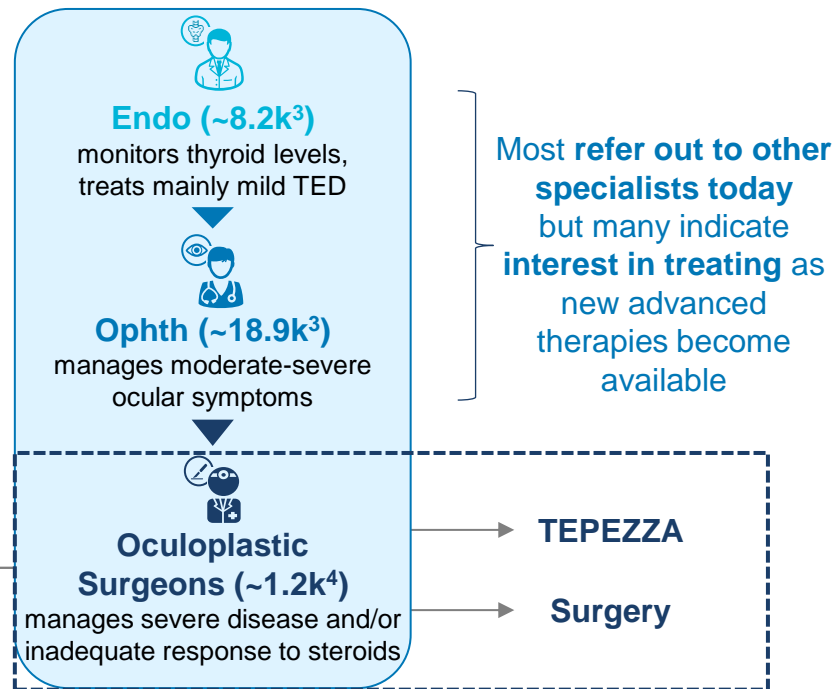 Endo (~8.2k³)
monitors thyroid levels,
treats mainly mild TED
Ophth (~18.9k³)
manages moderate-severe
ocular symptoms
Most refer out to other
specialists today
but many indicate
interest in treating as
new advanced
therapies become
available
Oculoplastic
Surgeons (~1.2k⁴)
manages severe disease and/or
inadequate response to steroids
TEPEZZA
Surgery